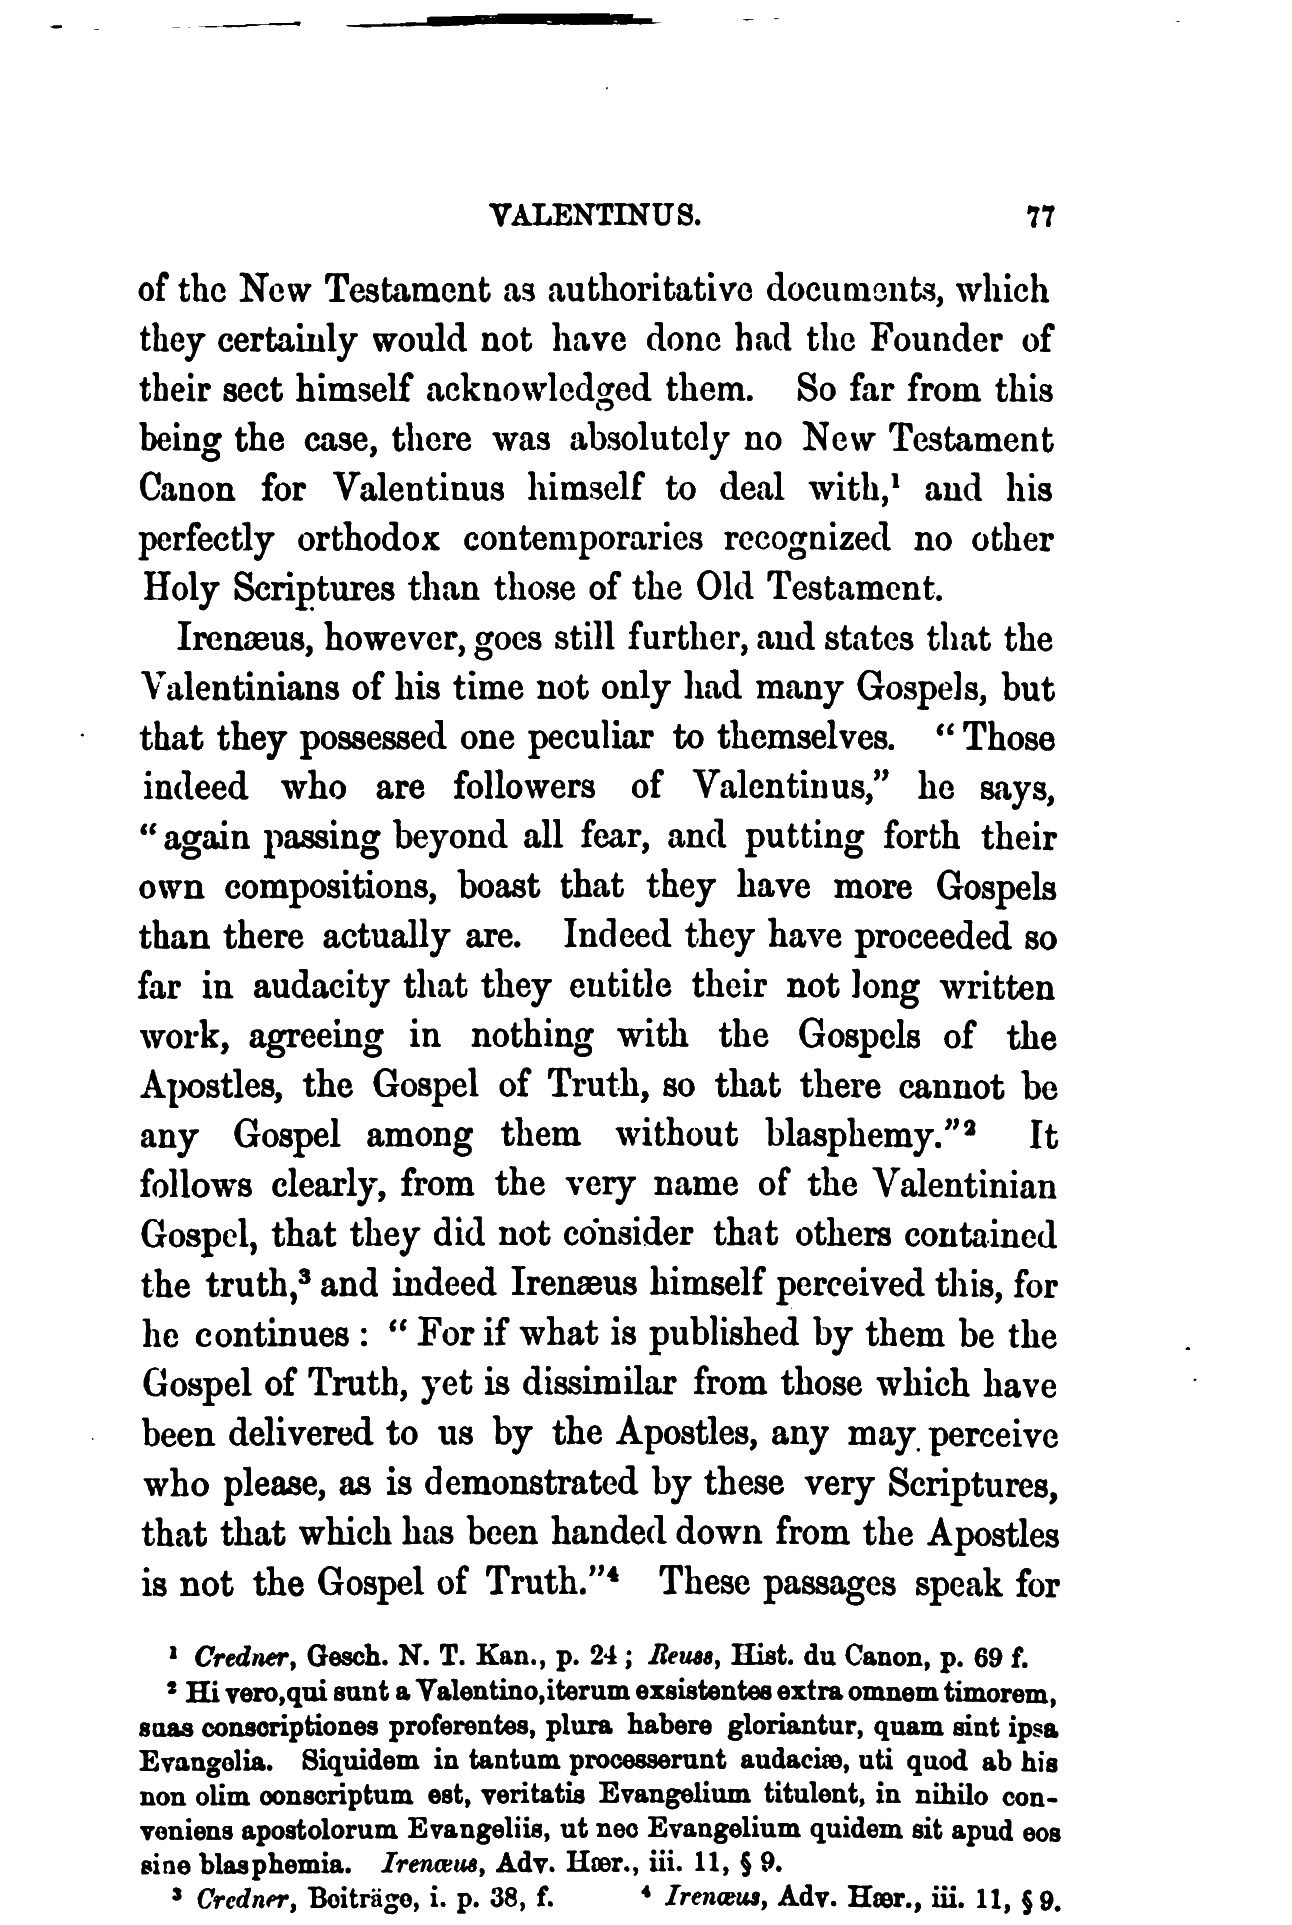 VALENTINUS. 77
of the New Testament as authoritative documents, which
they certainly would not have done had the Founder of
their sect himself acknowledged them. So far from this
being the case, there was absolutely no New Testament
Canon for Valentinus himself to deal with,¹ and his
perfectly orthodox contemporaries recognized no other
Holy Scriptures than those of the Old Testament.
Irenæus, however, goes still further, and states that the
Valentinians of his time not only had many Gospels, but
that they possessed one peculiar to themselves. “Those
indeed who are followers of Valentinus,” he says,
“again passing beyond all fear, and putting forth their
own compositions, boast that they have more Gospels
than there actually are. Indeed they have proceeded so
far in audacity that they entitle their not long written
work, agreeing in nothing with the Gospels of the
Apostles, the Gospel of Truth, so that there cannot be
any Gospel among them without blasphemy.”² It
follows clearly, from the very name of the Valentinian
Gospel, that they did not consider that others contained
the truth,³ and indeed Irenæus himself perceived this, for
he continues : “For if what is published by them be the
Gospel of Truth, yet is dissimilar from those which have
been delivered to us by the Apostles, any may perceive
who please, as is demonstrated by these very Scriptures,
that that which has been handed down from the Apostles
is not the Gospel of Truth.”⁴ These passages speak for
¹ Credner, Gesch. N. T. Kan., p. 24 ; Reuss, Hist. du Canon, p. 69 f.
² Hi vero, qui sunt a Valentino, iterum exsistentes extra omnem timorem,
suas conscriptiones proferentes, plura habere gloriantur, quam sint ipsa
Evangelia. Siquidem in tantum processerunt audaciæ, uti quod ab his
non olim conscriptum est, veritatis Evangelium titulent, in nihilo con-
veniens apostolorum Evangeliis, ut nec Evangelium quidem sit apud eos
sine blasphemia. Irenæus, Adv. Hær., iii. 11, § 9.
³ Credner, Beiträge, i. p. 38, f. ⁴ Irenæus, Adv. Hær., iii. 11, § 9.